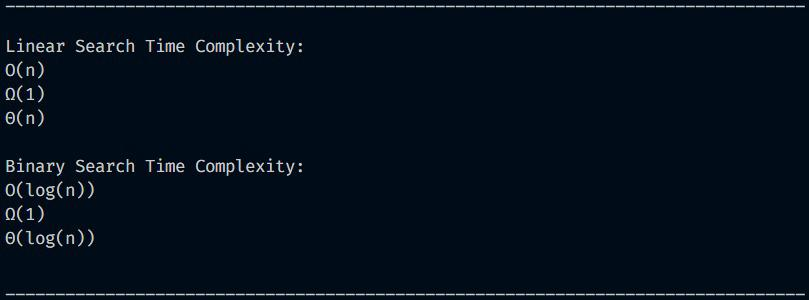 Linear Search Time Complexity:
O(n)
Ω(1)
Θ(n)
Binary Search Time Complexity:
O(log(n))
Ω(1)
Θ(log(n))